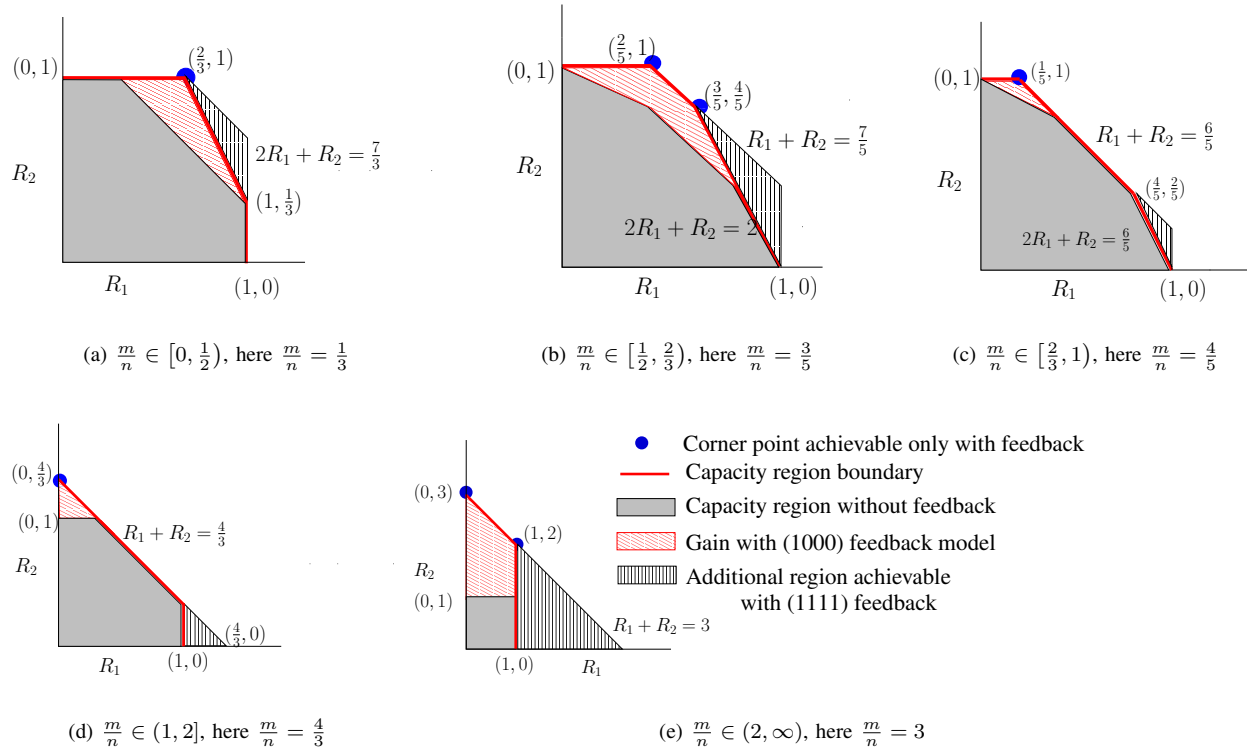 (2/3, 1)
(0, 1)
2R₁ + R₂ = 7/3
R₂
(1, 1/3)
R₁
(1, 0)
(a) m/n ∈ [0, 1/2), here m/n = 1/3
(2/5, 1)
(0, 1)
(3/5, 4/5)
R₁ + R₂ = 7/5
R₂
2R₁ + R₂ = 2
R₁
(1, 0)
(b) m/n ∈ [1/2, 2/3), here m/n = 3/5
(1/5, 1)
(0, 1)
R₁ + R₂ = 6/5
R₂
(4/5, 2/5)
2R₁ + R₂ = 6/5
R₁
(1, 0)
(c) m/n ∈ [2/3, 1), here m/n = 4/5
(0, 4/3)
(0, 1)
R₁ + R₂ = 4/3
R₂
(4/3, 0)
R₁
(1, 0)
(d) m/n ∈ (1, 2], here m/n = 4/3
(0, 3)
(1, 2)
R₂
(0, 1)
R₁ + R₂ = 3
(1, 0)
R₁
(e) m/n ∈ (2, ∞), here m/n = 3
Corner point achievable only with feedback
Capacity region boundary
Capacity region without feedback
Gain with (1000) feedback model
Additional region achievable
with (1111) feedback